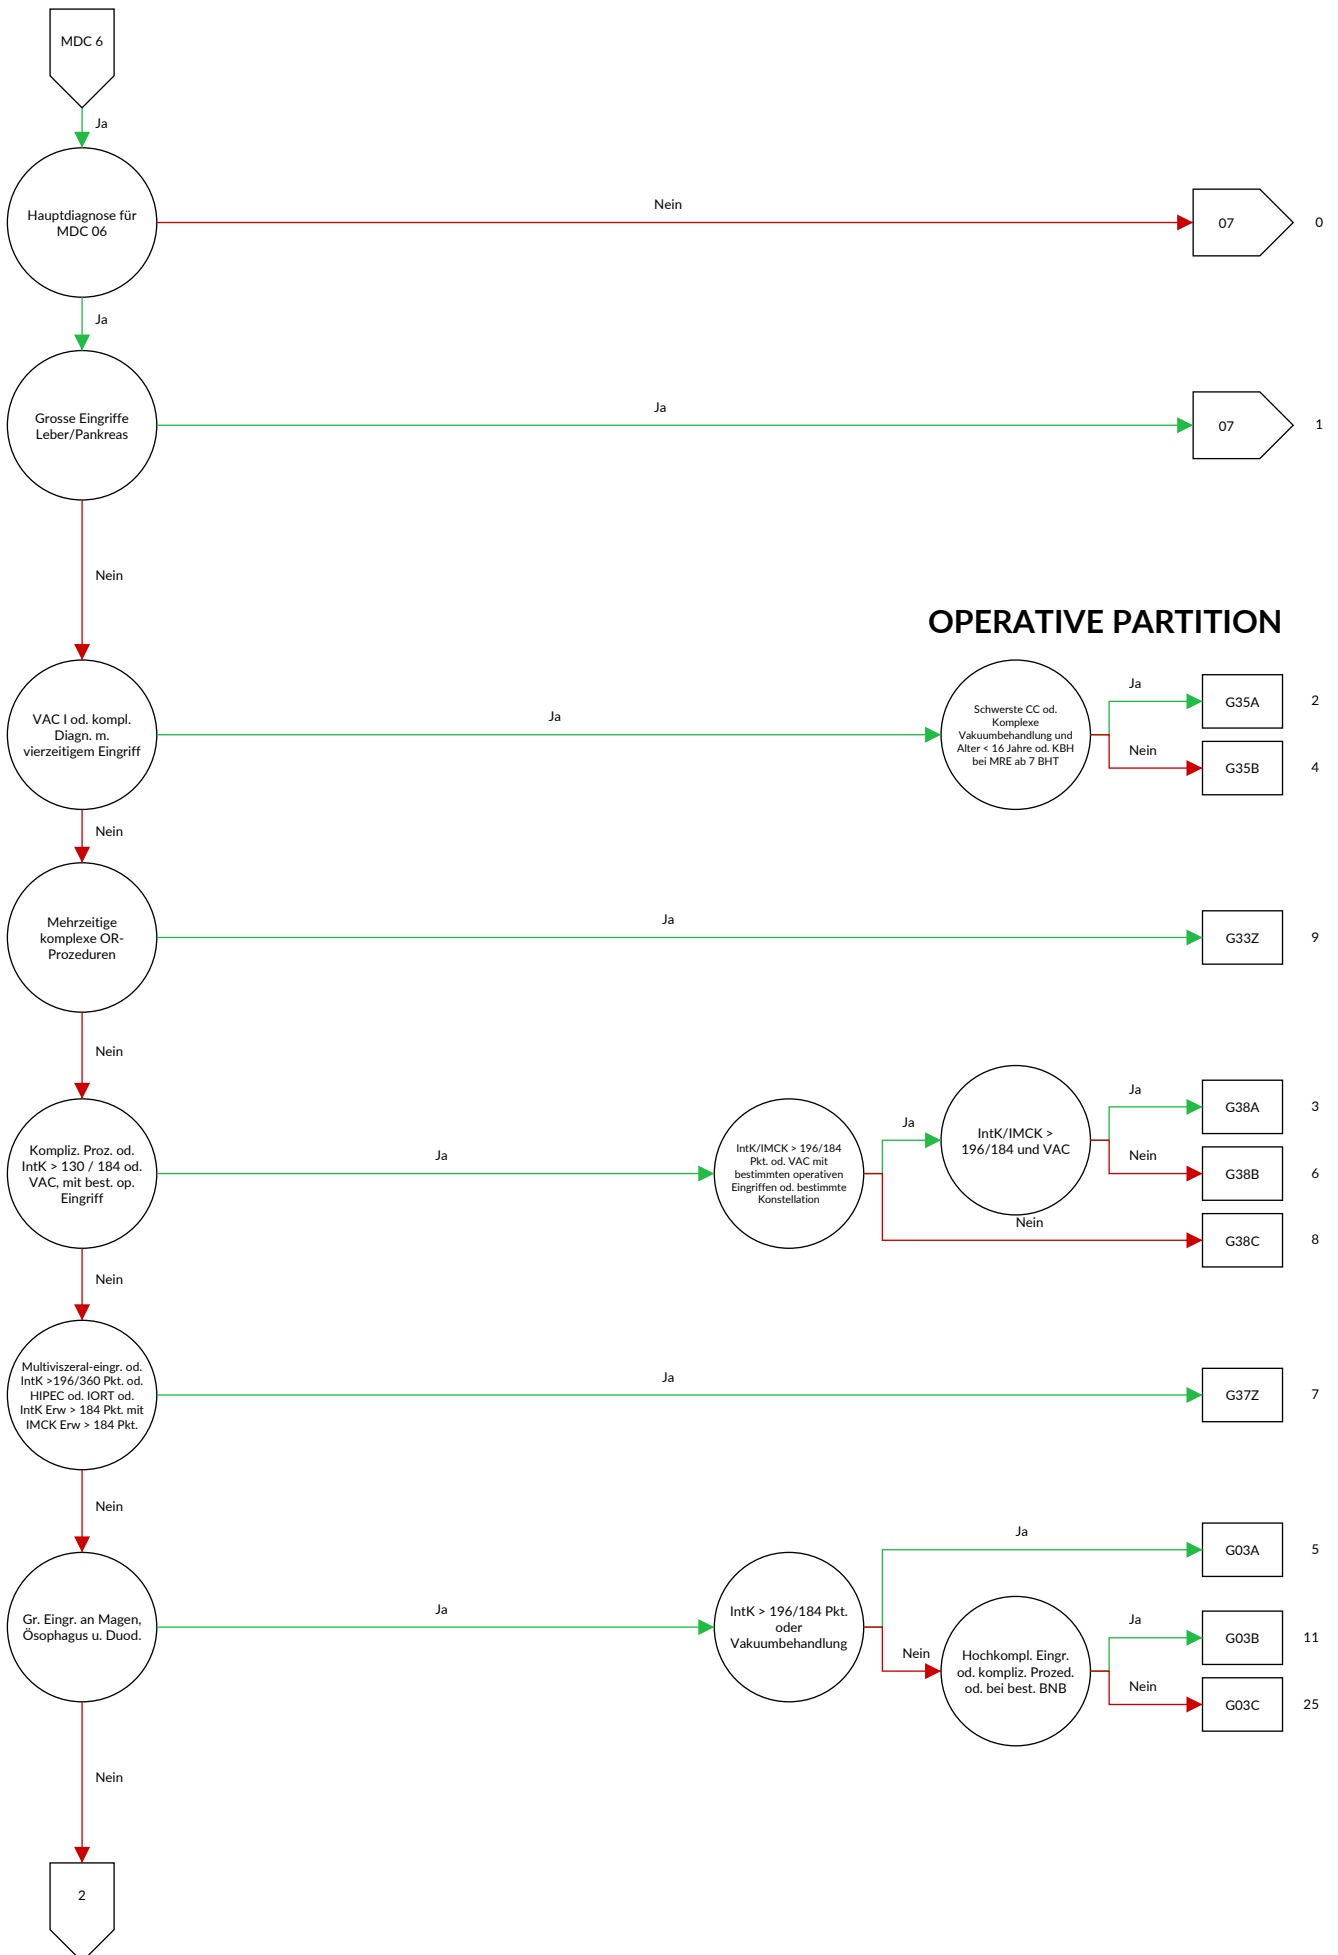 MDC 6
Ja
Hauptdiagnose für
MDC 06
Nein
07
0
Ja
Grosse Eingriffe
Leber/Pankreas
Ja
07
1
Nein
OPERATIVE PARTITION
VAC I od. kompl.
Diagn. m.
vierzeitigem Eingriff
Ja
Schwerste CC od.
Komplexe
Vakuumbehandlung und
Alter < 16 Jahre od. KBH
bei MRE ab 7 BHT
Ja
G35A
2
Nein
G35B
4
Nein
Mehrzeitige
komplexe OR-
Prozeduren
Ja
G33Z
9
Nein
Kompliz. Proz. od.
IntK > 130 / 184 od.
VAC, mit best. op.
Eingriff
Ja
IntK/IMCK > 196/184
Pkt. od. VAC mit
bestimmten operativen
Eingriffen od. bestimmte
Konstellation
Ja
IntK/IMCK >
196/184 und VAC
Ja
G38A
3
Nein
G38B
6
Nein
G38C
8
Nein
Multiviszeral-eingr. od.
IntK >196/360 Pkt. od.
HIPEC od. IORT od.
IntK Erw > 184 Pkt. mit
IMCK Erw > 184 Pkt.
Ja
G37Z
7
Nein
Gr. Eingr. an Magen,
Ösophagus u. Duod.
Ja
IntK > 196/184 Pkt.
oder
Vakuumbehandlung
Ja
G03A
5
Nein
Hochkompl. Eingr.
od. kompliz. Prozed.
od. bei best. BNB
Ja
G03B
11
Nein
G03C
25
Nein
2